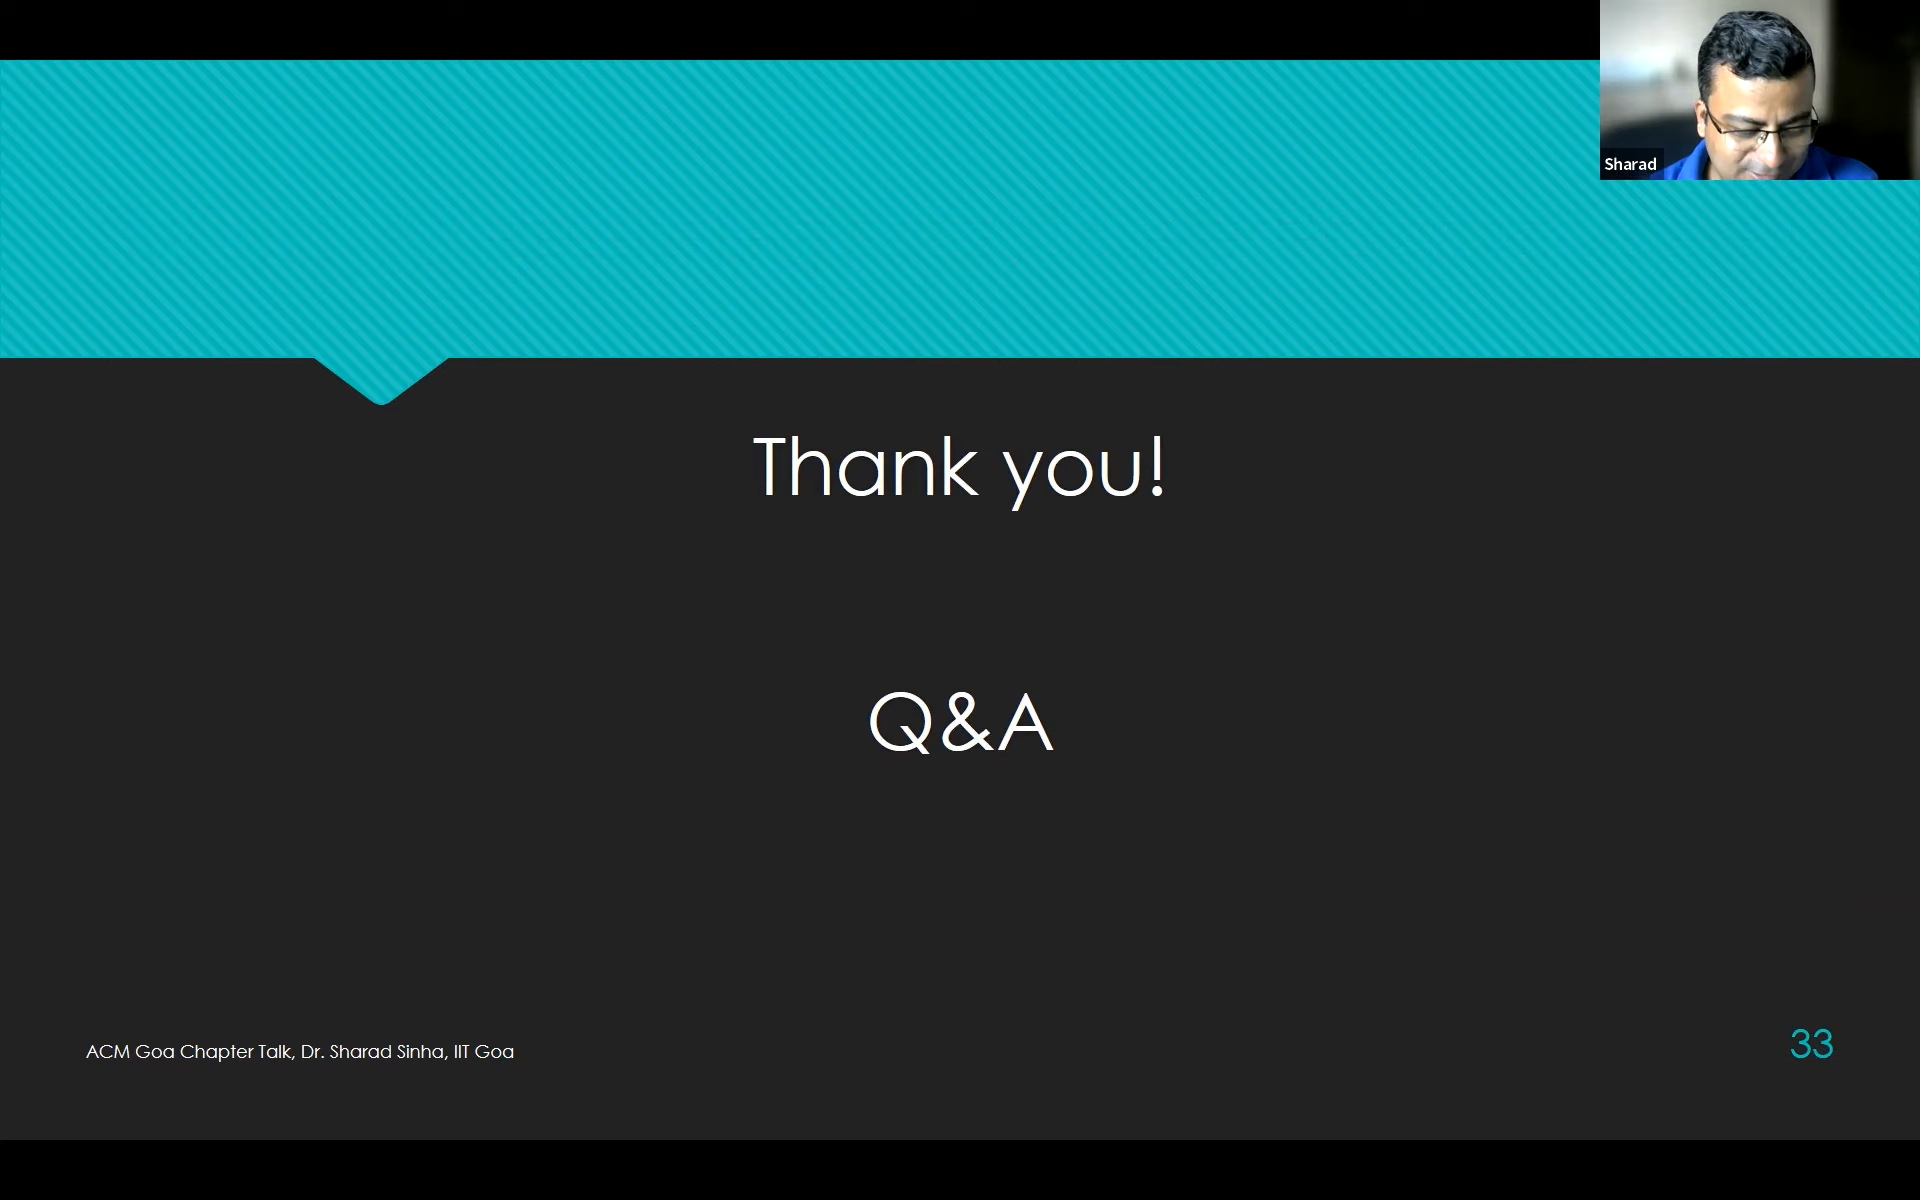 Sharad
Thank you!
Q&A
ACM Goa Chapter Talk, Dr. Sharad Sinha, IIT Goa
33